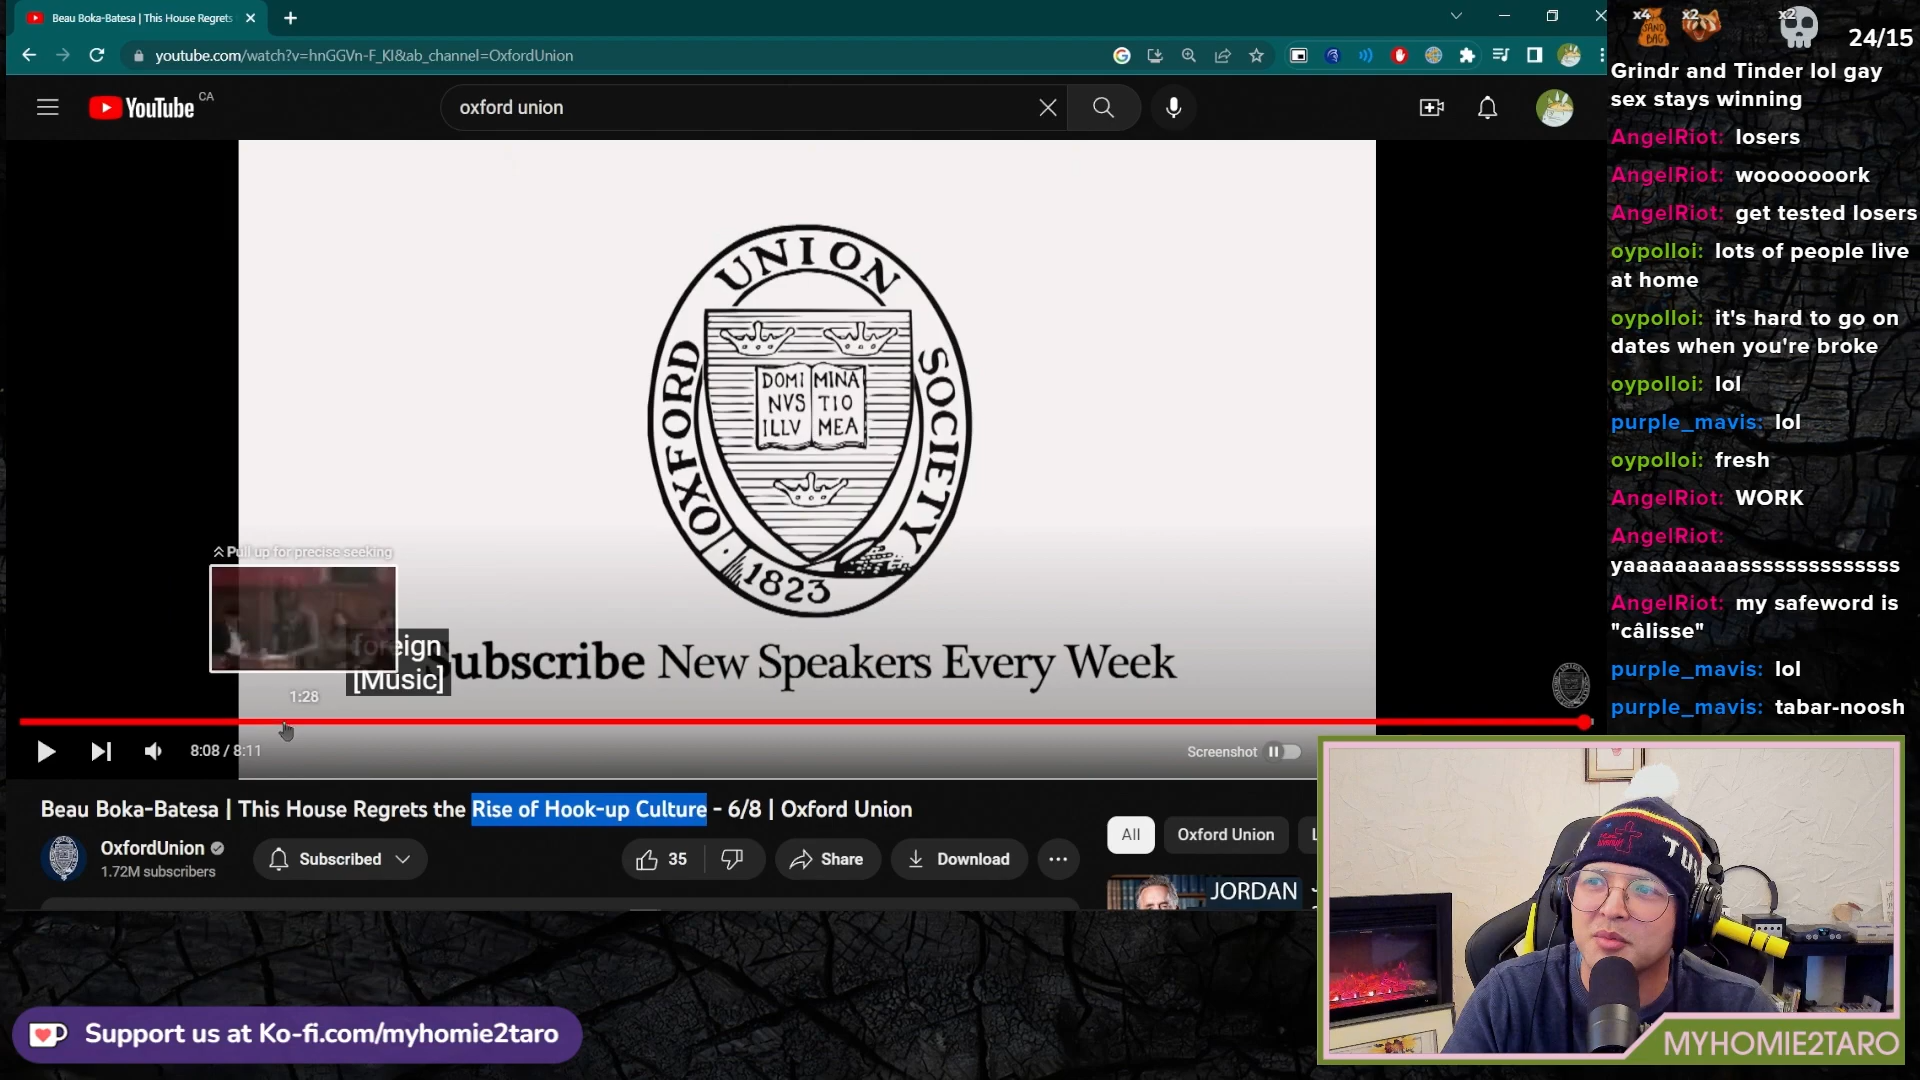 Beau Boka-Batesa | This House Regrets
youtube.com/watch?v=hnGGVn-F_KI&ab_channel=OxfordUnion
YouTube CA
oxford union
UNION
OXFORD
SOCIETY
DOMI MINA
NVS TIO
ILLV MEA
1823
Subscribe New Speakers Every Week
Pull up for precise seeking
foreign
[Music]
1:28
8:08 / 8:11
Screenshot
Beau Boka-Batesa | This House Regrets the Rise of Hook-up Culture - 6/8 | Oxford Union
OxfordUnion
1.72M subscribers
Subscribed
35
Share
Download
All
Oxford Union
JORDAN
Support us at Ko-fi.com/myhomie2taro
x4
SAND
BAG
x2
x2
24/15
Grindr and Tinder lol gay
sex stays winning
AngelRiot: losers
AngelRiot: wooooooork
AngelRiot: get tested losers
oypolloi: lots of people live
at home
oypolloi: it's hard to go on
dates when you're broke
oypolloi: lol
purple_mavis: lol
oypolloi: fresh
AngelRiot: WORK
AngelRiot:
yaaaaaaaaasssssssssssss
AngelRiot: my safeword is
"câlisse"
purple_mavis: lol
purple_mavis: tabar-noosh
MYHOMIE2TARO